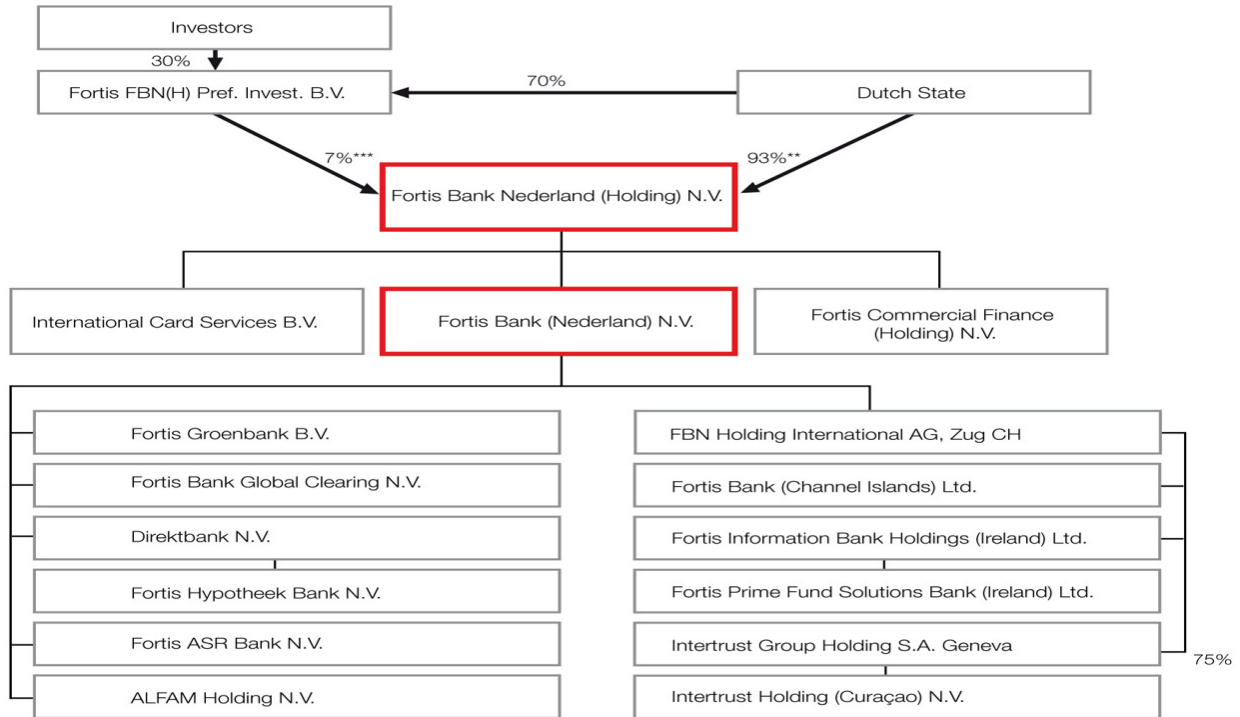 Investors
30%
Fortis FBN(H) Pref. Invest. B.V.
70%
Dutch State
7%***
93%**
Fortis Bank Nederland (Holding) N.V.
International Card Services B.V.
Fortis Bank (Nederland) N.V.
Fortis Commercial Finance
(Holding) N.V.
Fortis Groenbank B.V.
FBN Holding International AG, Zug CH
Fortis Bank Global Clearing N.V.
Fortis Bank (Channel Islands) Ltd.
Direktbank N.V.
Fortis Information Bank Holdings (Ireland) Ltd.
Fortis Hypotheek Bank N.V.
Fortis Prime Fund Solutions Bank (Ireland) Ltd.
Fortis ASR Bank N.V.
Intertrust Group Holding S.A. Geneva
75%
ALFAM Holding N.V.
Intertrust Holding (Curaçao) N.V.